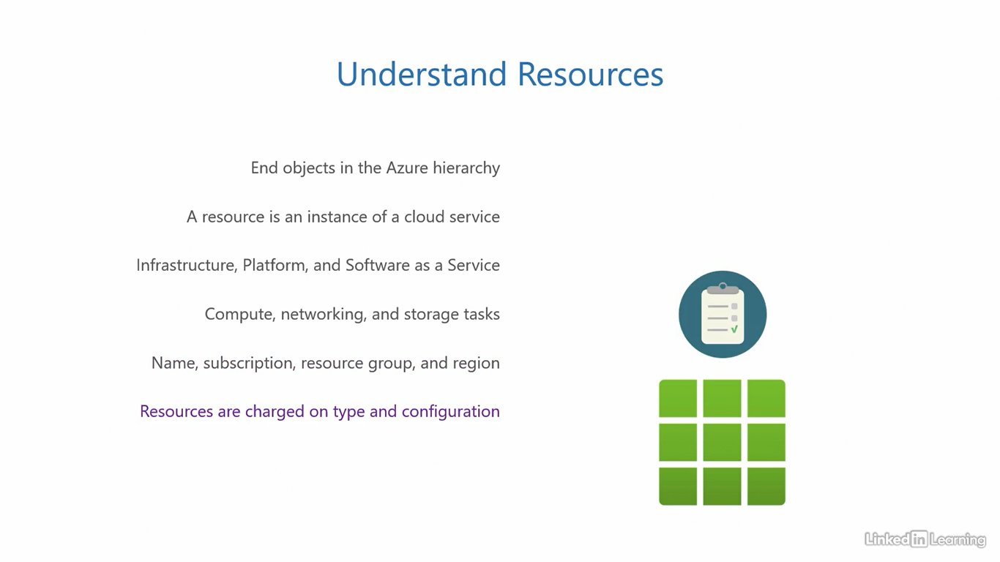 Understand Resources
End objects in the Azure hierarchy
A resource is an instance of a cloud service
Infrastructure, Platform, and Software as a Service
Compute, networking, and storage tasks
Name, subscription, resource group, and region
Resources are charged on type and configuration
Linked in Learning